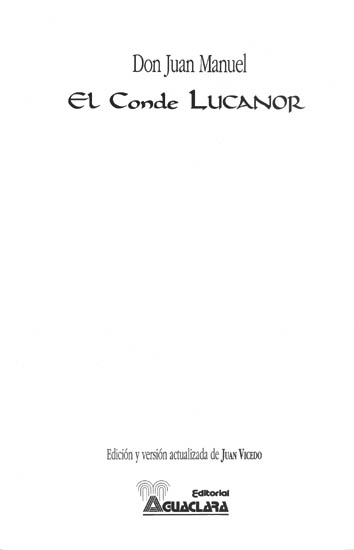 Don Juan Manuel
El Conde LUCANOR
Edición y versión actualizada de JUAN VICEDO
Editorial
AGUACLARA